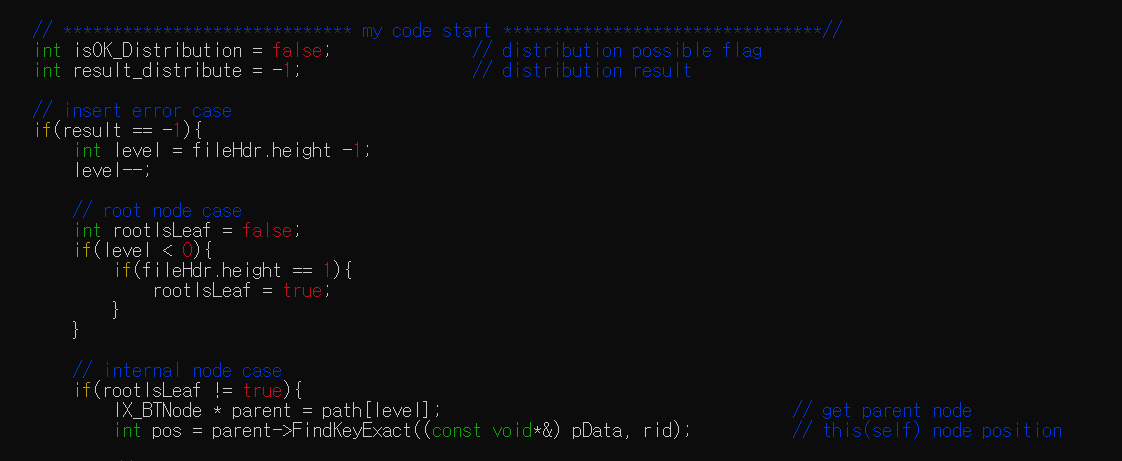 // ***************************** my code start ********************************//
int isOK_Distribution = false; // distribution possible flag
int result_distribute = -1; // distribution result
// insert error case
if(result == -1){
int level = fileHdr.height -1;
level--;
// root node case
int rootIsLeaf = false;
if(level < 0){
if(fileHdr.height == 1){
rootIsLeaf = true;
}
}
// internal node case
if(rootIsLeaf != true){
IX_BTNode * parent = path[level]; // get parent node
int pos = parent->FindKeyExact((const void*&) pData, rid); // this(self) node position